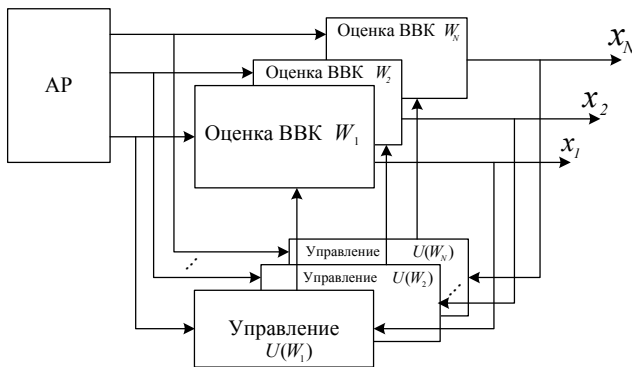 Оценка ВВК W_N
x_N
Оценка ВВК W_2
АР
x_2
Оценка ВВК W_1
x_1
Управление U(W_N)
Управление U(W_2)
Управление
U(W_1)